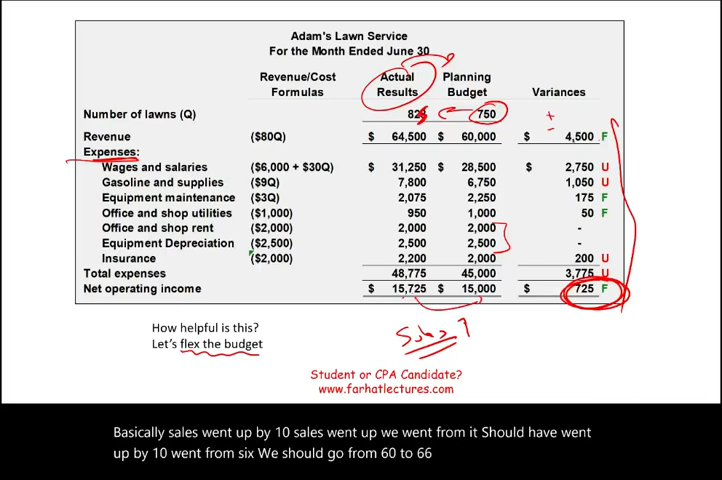 Adam's Lawn Service
For the Month Ended June 30
Revenue/Cost Actual Planning
Formulas Results Budget Variances
Number of lawns (Q) 750
Revenue ($80Q) $ 64,500 $ 60,000 $ 4,500 F
Expenses:
Wages and salaries ($6,000 + $30Q) $ 31,250 $ 28,500 $ 2,750 U
Gasoline and supplies ($9Q) 7,800 6,750 1,050 U
Equipment maintenance ($3Q) 2,075 2,250 175 F
Office and shop utilities ($1,000) 950 1,000 50 F
Office and shop rent ($2,000) 2,000 2,000 -
Equipment Depreciation ($2,500) 2,500 2,500 -
Insurance ($2,000) 2,200 2,000 200 U
Total expenses 48,775 45,000 3,775 U
Net operating income $ 15,725 $ 15,000 $ 725 F
How helpful is this?
Let's flex the budget
Student or CPA Candidate?
www.farhatlectures.com
Basically sales went up by 10 sales went up we went from it Should have went
up by 10 went from six We should go from 60 to 66